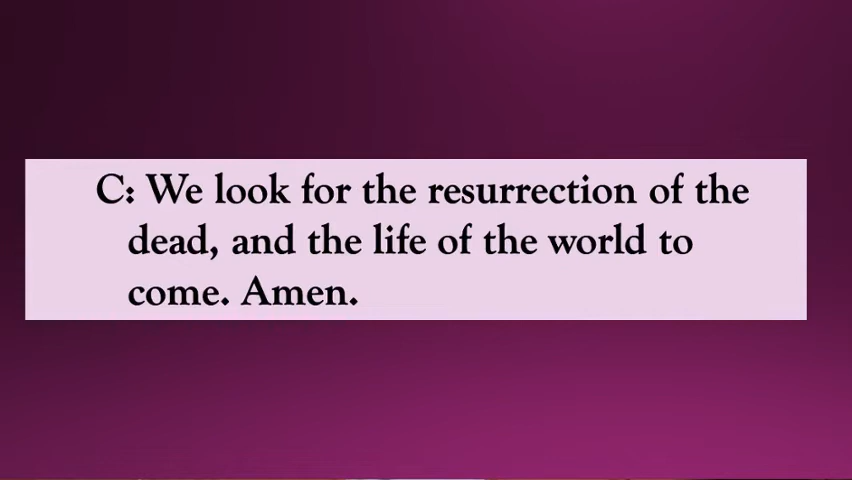 C: We look for the resurrection of the
dead, and the life of the world to
come. Amen.